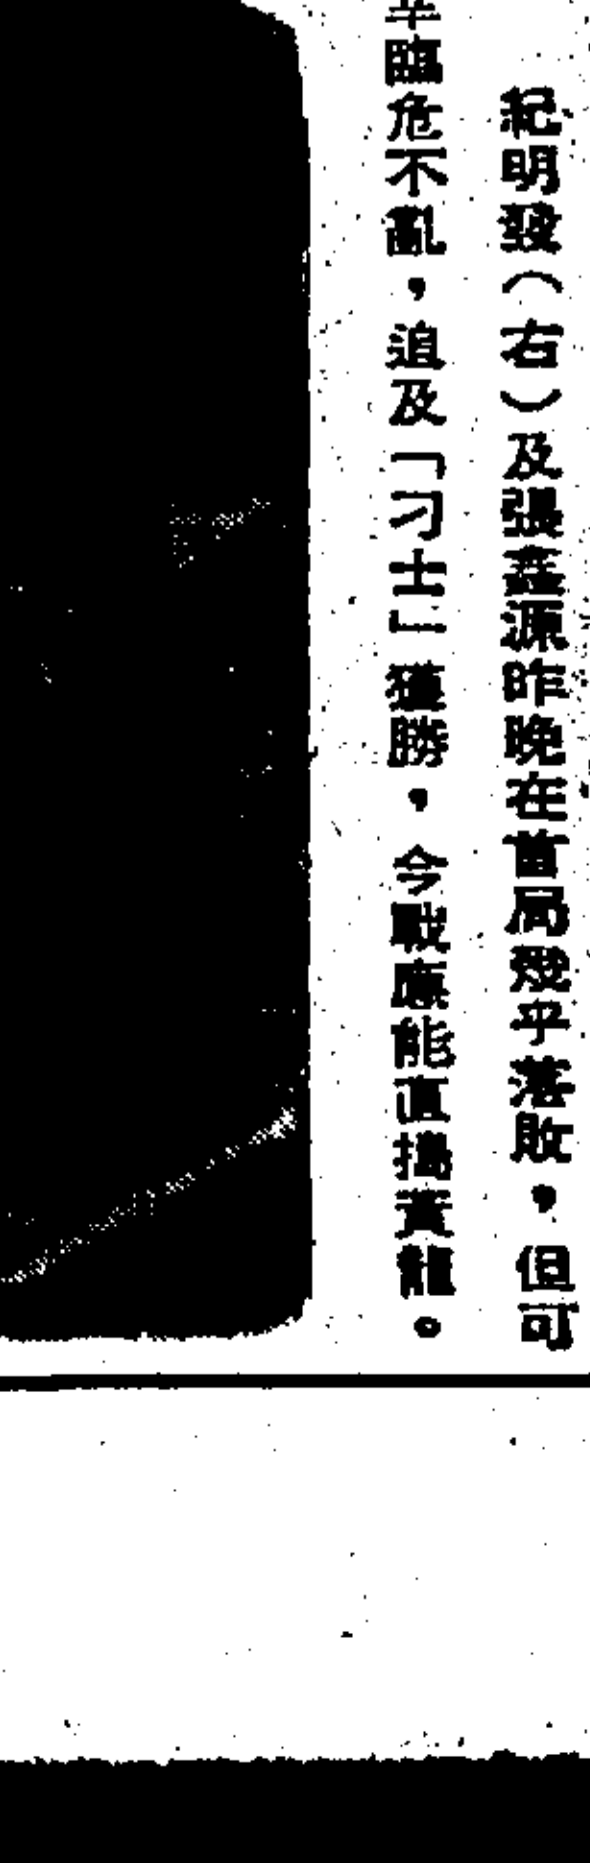 紀明發（右）及張鑫源昨晚在首局幾乎落敗，但可
臨危不亂，追及「刁士」獲勝，今戰應能直搗黃龍。